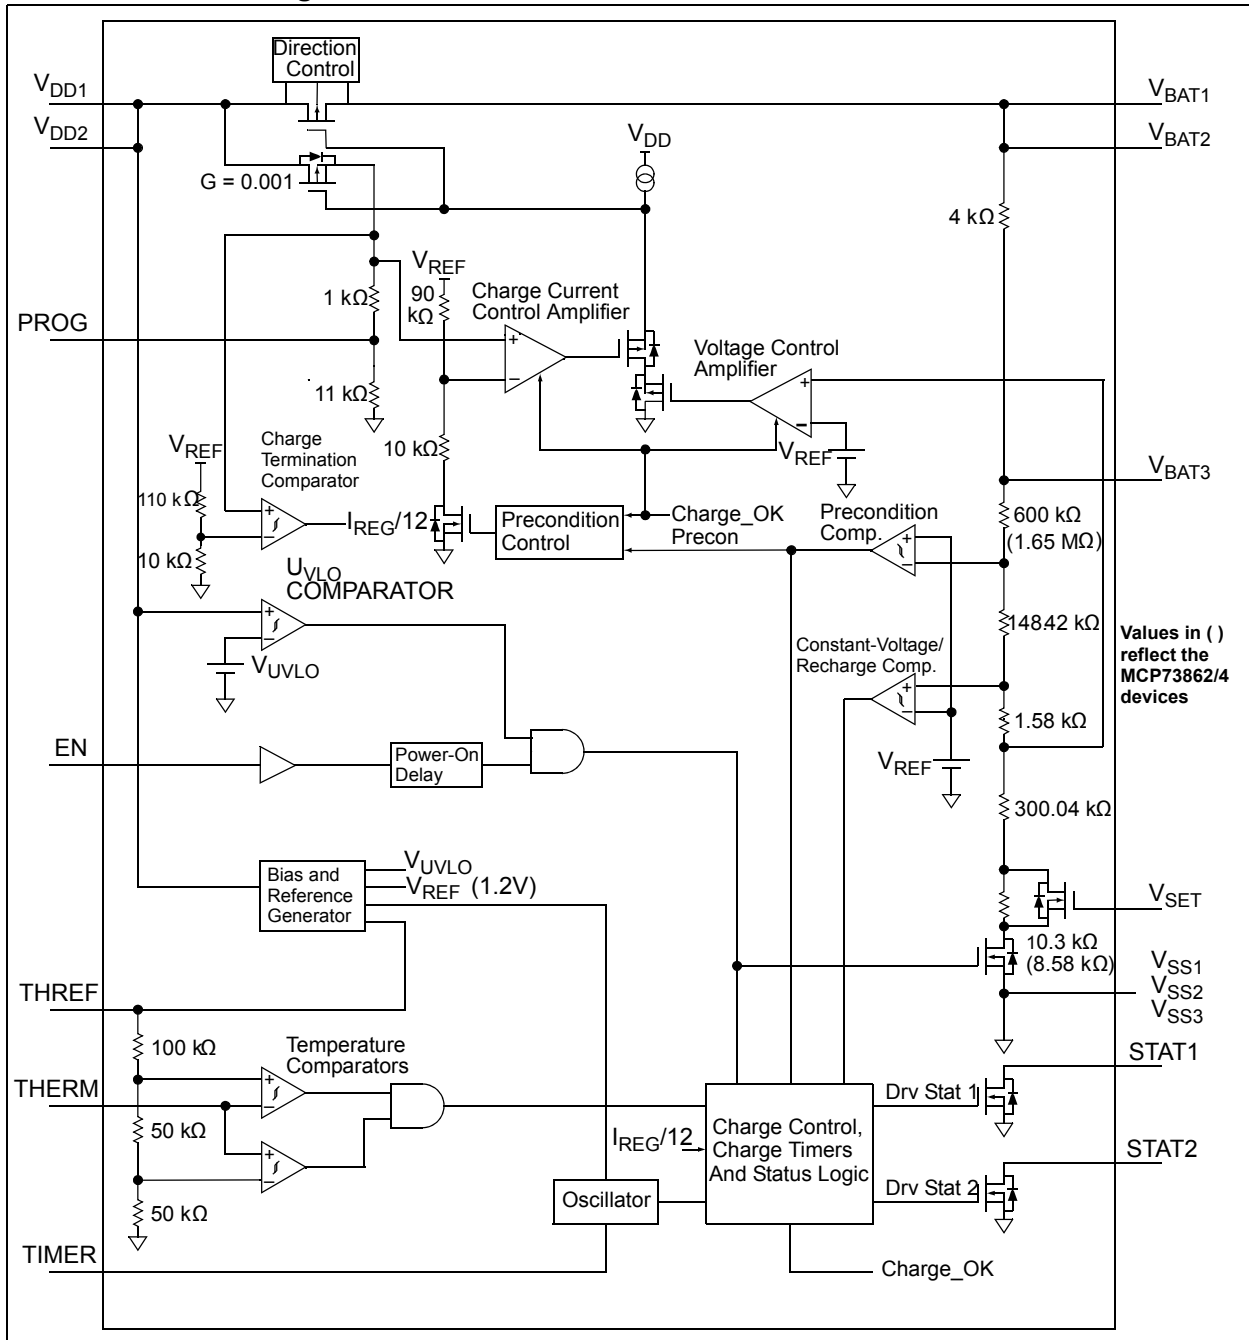 Direction
Control
VDD1
VBAT1
VDD2
VBAT2
VDD
G = 0.001
4 kΩ
VREF
90
kΩ
Charge Current
Control Amplifier
1 kΩ
PROG
Voltage Control
Amplifier
11 kΩ
VREF
Charge
Termination
Comparator
10 kΩ
VREF
VBAT3
110 kΩ
IREG/12
Precondition
Control
Charge_OK
Precon
Precondition
Comp.
600 kΩ
(1.65 MΩ)
10 kΩ
UVLO
COMPARATOR
148.42 kΩ
Values in ( )
reflect the
MCP73862/4
devices
Constant-Voltage/
Recharge Comp.
VUVLO
1.58 kΩ
EN
Power-On
Delay
VREF
300.04 kΩ
Bias and
Reference
Generator
VUVLO
VREF (1.2V)
VSET
10.3 kΩ
(8.58 kΩ)
VSS1
VSS2
VSS3
THREF
100 kΩ
Temperature
Comparators
STAT1
THERM
Drv Stat 1
50 kΩ
IREG/12
Charge Control,
Charge Timers
And Status Logic
STAT2
Drv Stat 2
50 kΩ
Oscillator
TIMER
Charge_OK